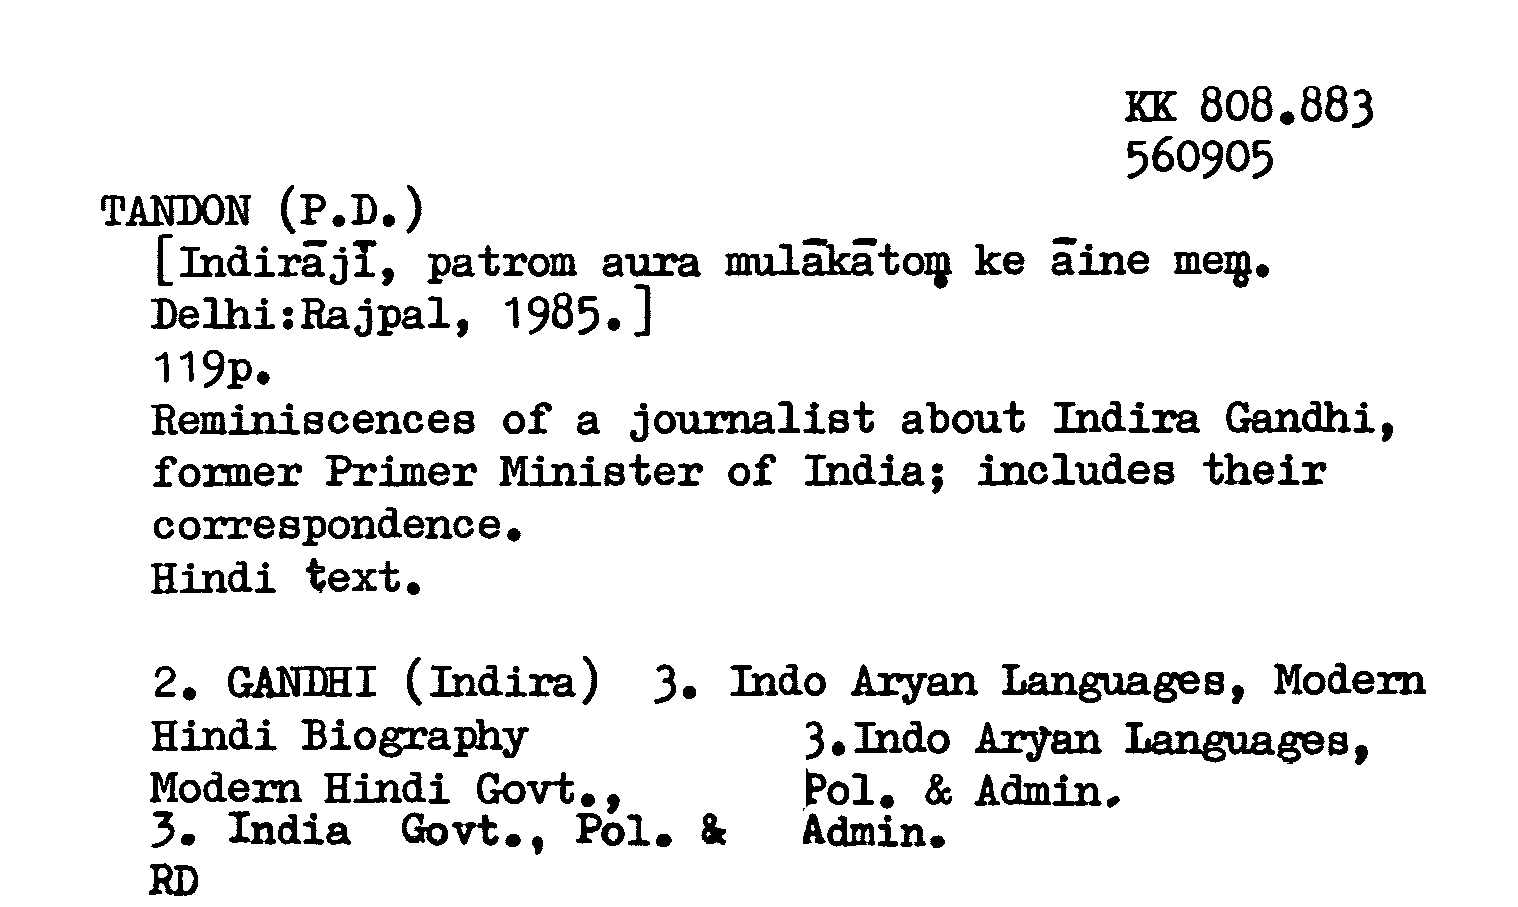 KK 808.883
560905
TANDON (P.D.)
[Indirājī, patrom aura mulākātom̥ ke āine mem̥.
Delhi:Rajpal, 1985.]
119p.
Reminiscences of a journalist about Indira Gandhi,
former Primer Minister of India; includes their
correspondence.
Hindi text.
2. GANDHI (Indira) 3. Indo Aryan Languages, Modern
Hindi Biography 3.Indo Aryan Languages,
Modern Hindi Govt., Pol. & Admin.
3. India Govt., Pol. & Admin.
RD